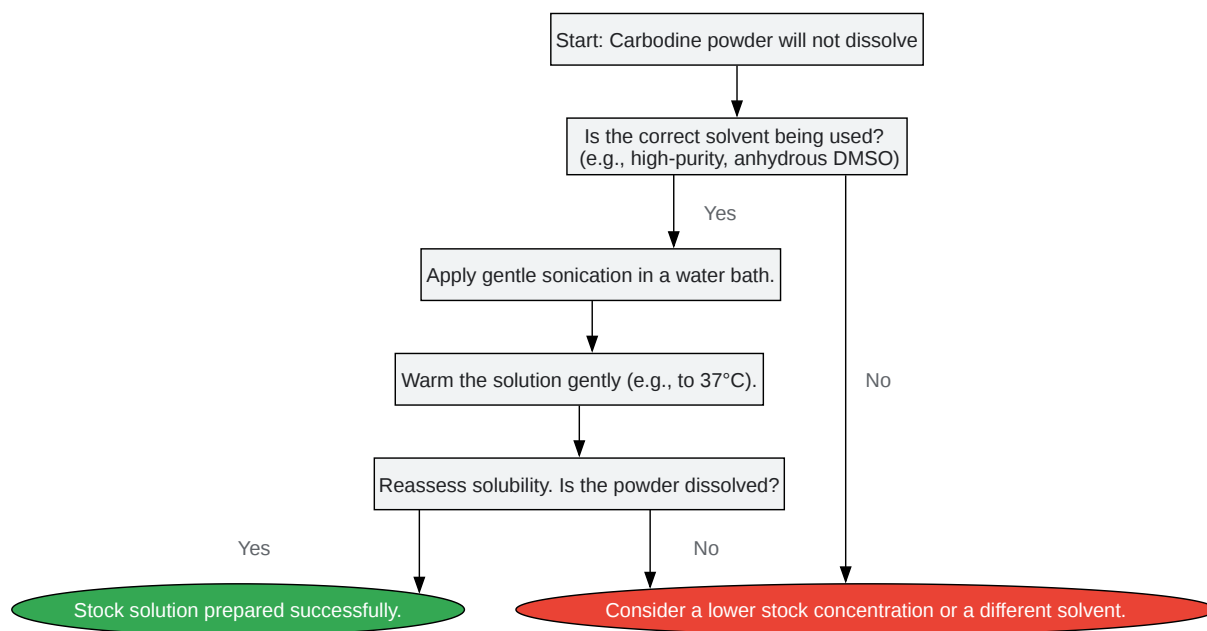 Start: Carbodine powder will not dissolve
Is the correct solvent being used?
(e.g., high-purity, anhydrous DMSO)
Yes
Apply gentle sonication in a water bath.
Warm the solution gently (e.g., to 37°C).
No
Reassess solubility. Is the powder dissolved?
Yes
No
Stock solution prepared successfully.
Consider a lower stock concentration or a different solvent.